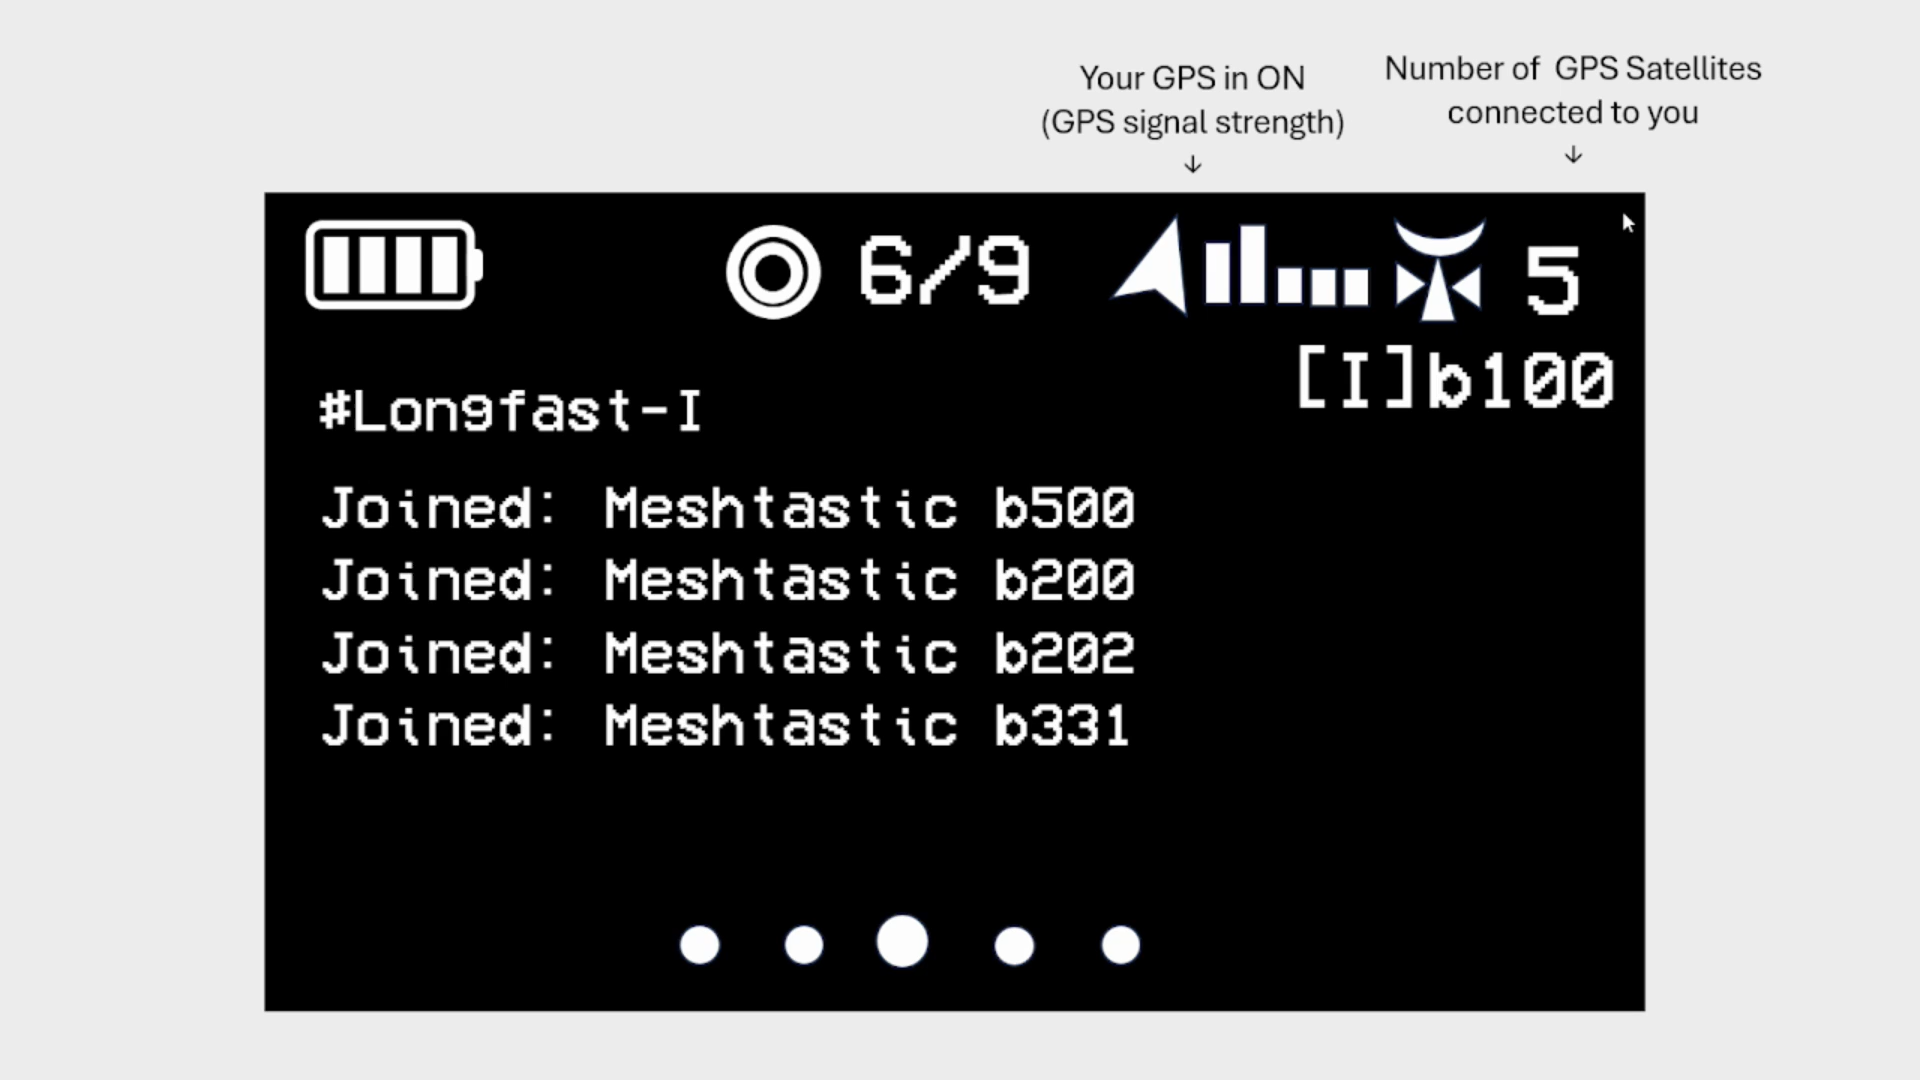 Your GPS in ON
(GPS signal strength)
↓
Number of GPS Satellites
connected to you
↓
6/9
5
[I]b100
#Longfast-I
Joined: Meshtastic b500
Joined: Meshtastic b200
Joined: Meshtastic b202
Joined: Meshtastic b331